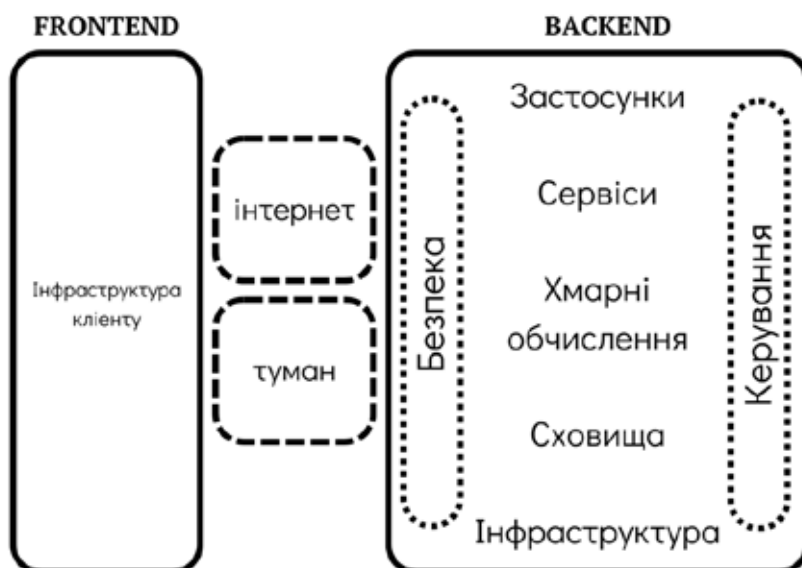 FRONTEND
Інфраструктура
клієнту
інтернет
туман
BACKEND
Безпека
Застосунки
Сервіси
Хмарні
обчислення
Сховища
Інфраструктура
Керування